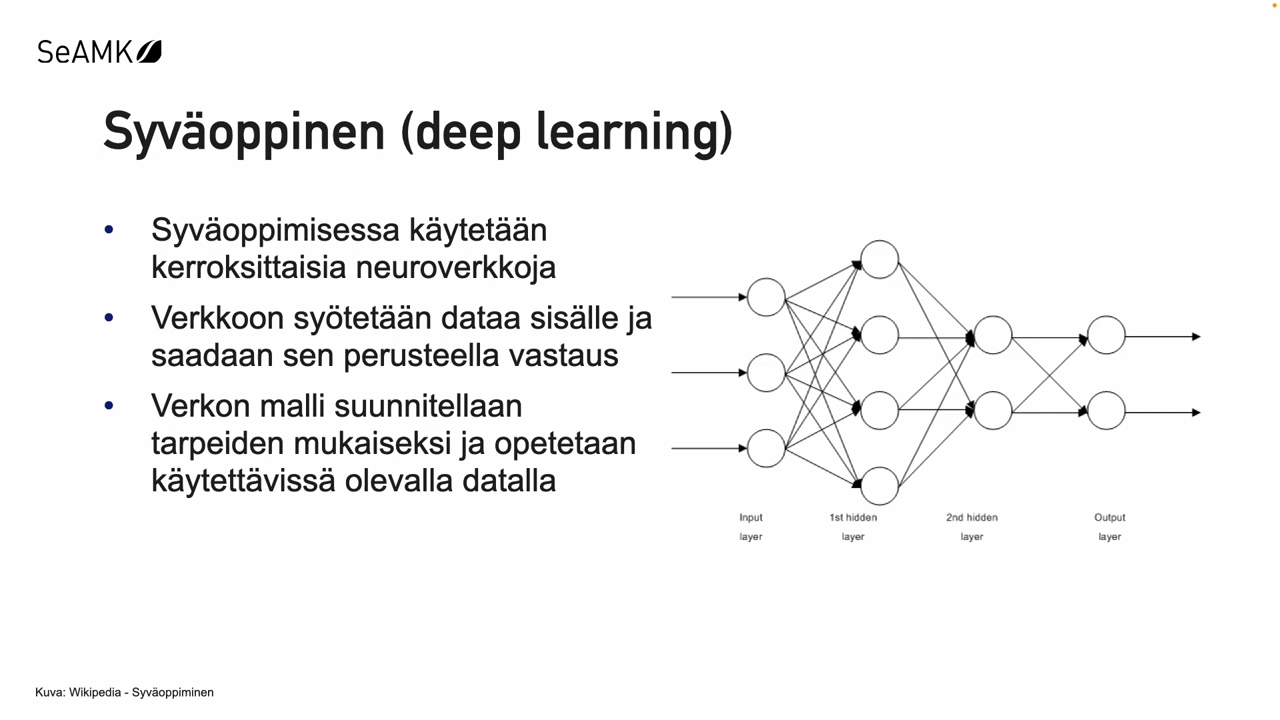 SeAMK
Syväoppinen (deep learning)
• Syväoppimisessa käytetään
kerroksittaisia neuroverkkoja
• Verkkoon syötetään dataa sisälle ja
saadaan sen perusteella vastaus
• Verkon malli suunnitellaan
tarpeiden mukaiseksi ja opetetaan
käytettävissä olevalla datalla
Input
layer
1st hidden
layer
2nd hidden
layer
Output
layer
Kuva: Wikipedia - Syväoppiminen